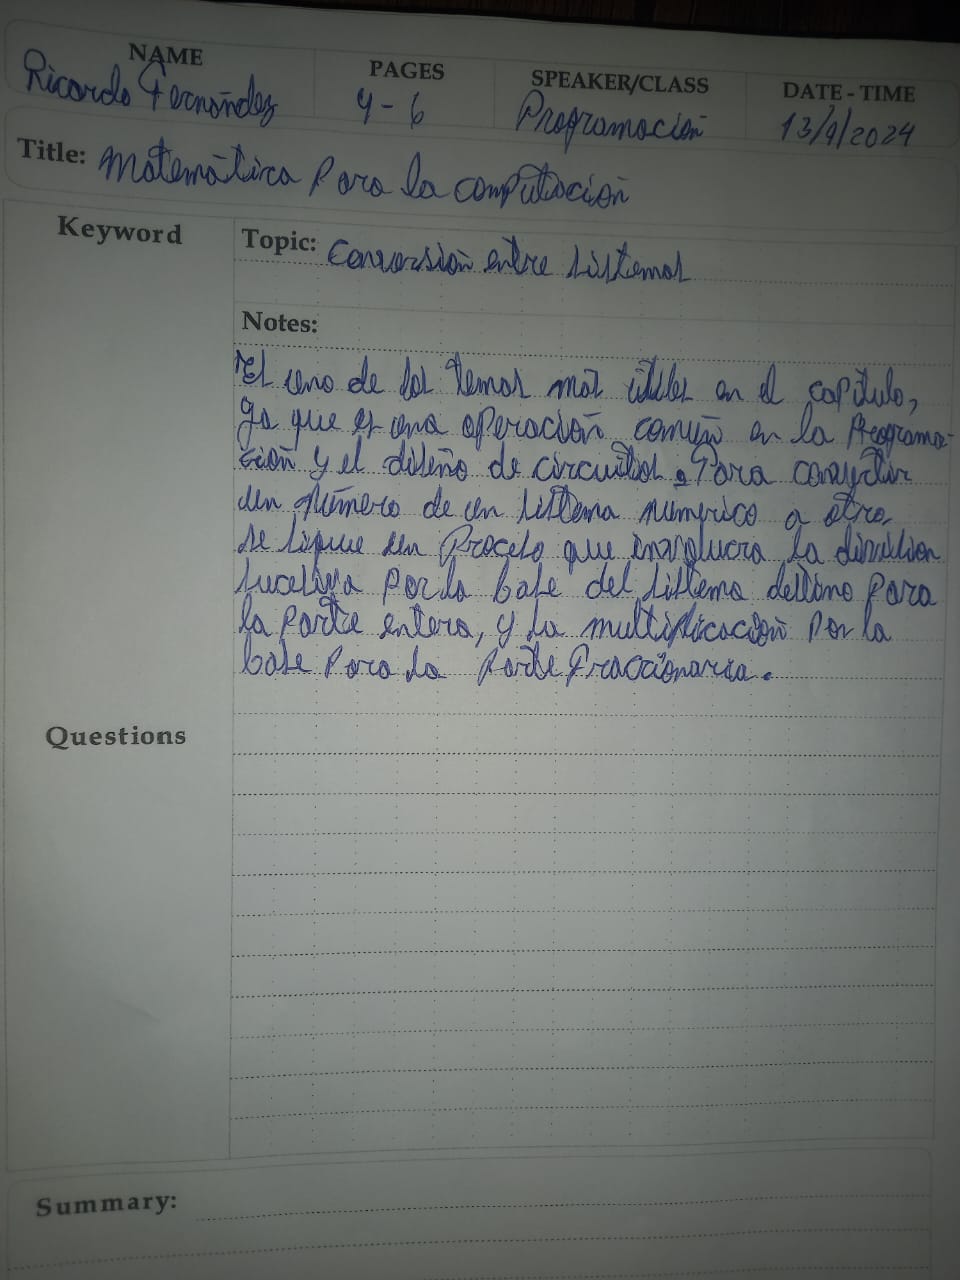 NAME PAGES SPEAKER/CLASS DATE - TIME
Ricardo Fernández 4-6 Programación 13/9/2024
Title: Matemática para la computación
Keyword
Topic: Conversión entre sistemas
Notes:
El uno de los temas más útiles en el capítulo,
ya que es una operación común en la Programa-
ción y el diseño de circuitos. Para convertir
un número de un sistema numérico a otro,
se sigue un Proceso que involucra la división
sucesiva por la base del sistema destino para
la parte entera, y la multiplicación por la
base para la parte fraccionaria.
Questions
Summary: